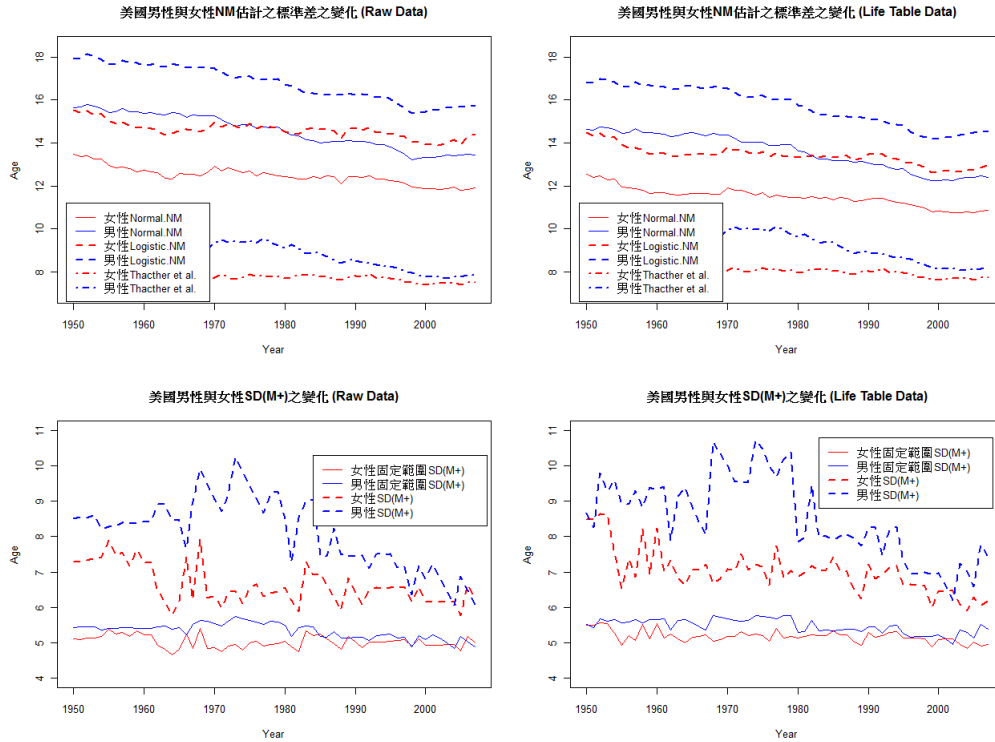 美國男性與女性NM估計之標準差之變化 (Raw Data)
18
16
14
12
10
8
Age
女性Normal.NM
男性Normal.NM
女性Logistic.NM
男性Logistic.NM
女性Thacther et al.
男性Thacther et al.
1950 1960 1970 1980 1990 2000
Year
美國男性與女性NM估計之標準差之變化 (Life Table Data)
18
16
14
12
10
8
Age
女性Normal.NM
男性Normal.NM
女性Logistic.NM
男性Logistic.NM
女性Thacther et al.
男性Thacther et al.
1950 1960 1970 1980 1990 2000
Year
美國男性與女性SD(M+)之變化 (Raw Data)
11
10
9
8
7
6
5
4
Age
女性固定範圍SD(M+)
男性固定範圍SD(M+)
女性SD(M+)
男性SD(M+)
1950 1960 1970 1980 1990 2000
Year
美國男性與女性SD(M+)之變化 (Life Table Data)
11
10
9
8
7
6
5
4
Age
女性固定範圍SD(M+)
男性固定範圍SD(M+)
女性SD(M+)
男性SD(M+)
1950 1960 1970 1980 1990 2000
Year